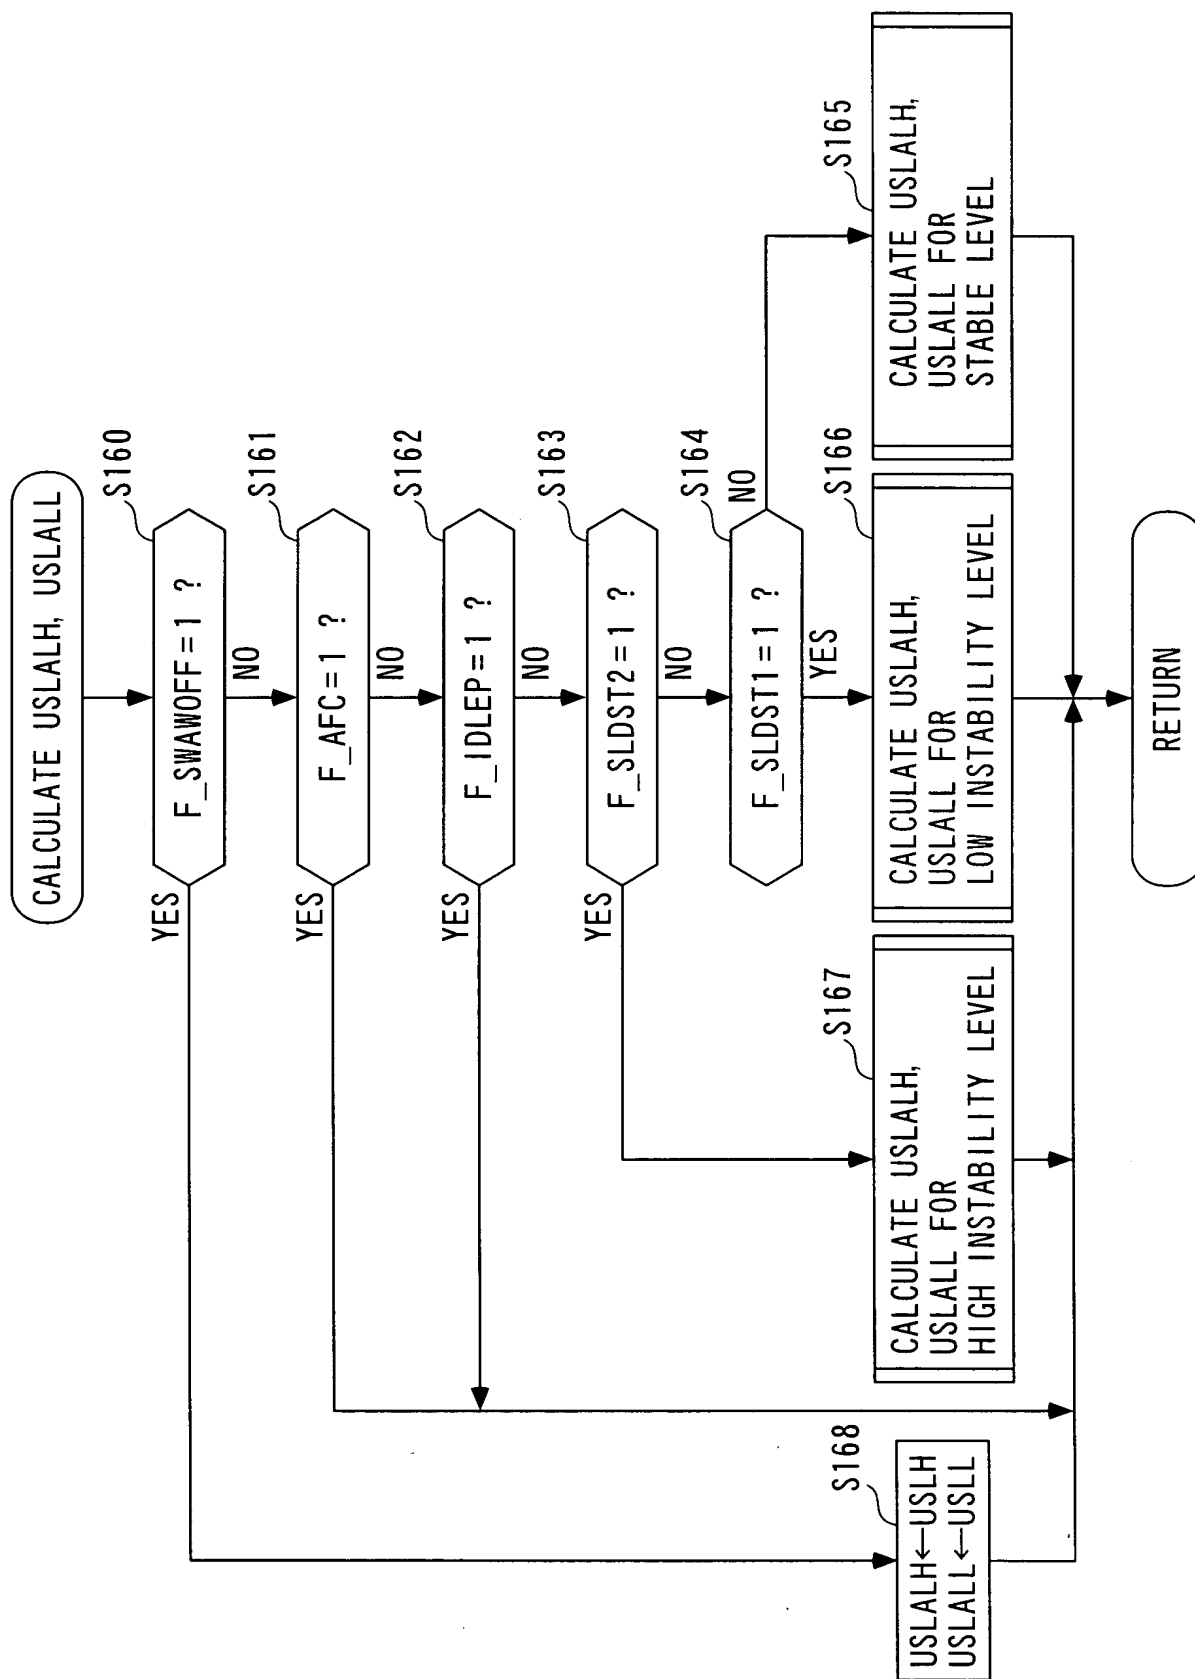 CALCULATE USLALH, USLALL
S160
F_SWAWOFF=1 ?
YES
NO
S161
F_AFC=1 ?
YES
NO
S162
F_IDLEP=1 ?
YES
NO
S163
F_SLDST2=1 ?
YES
NO
S164
F_SLDST1=1 ?
NO
YES
S168
USLALH←USLH
USLALL←USLL
S167
CALCULATE USLALH,
USLALL FOR
HIGH INSTABILITY LEVEL
S166
CALCULATE USLALH,
USLALL FOR
LOW INSTABILITY LEVEL
S165
CALCULATE USLALH,
USLALL FOR
STABLE LEVEL
RETURN